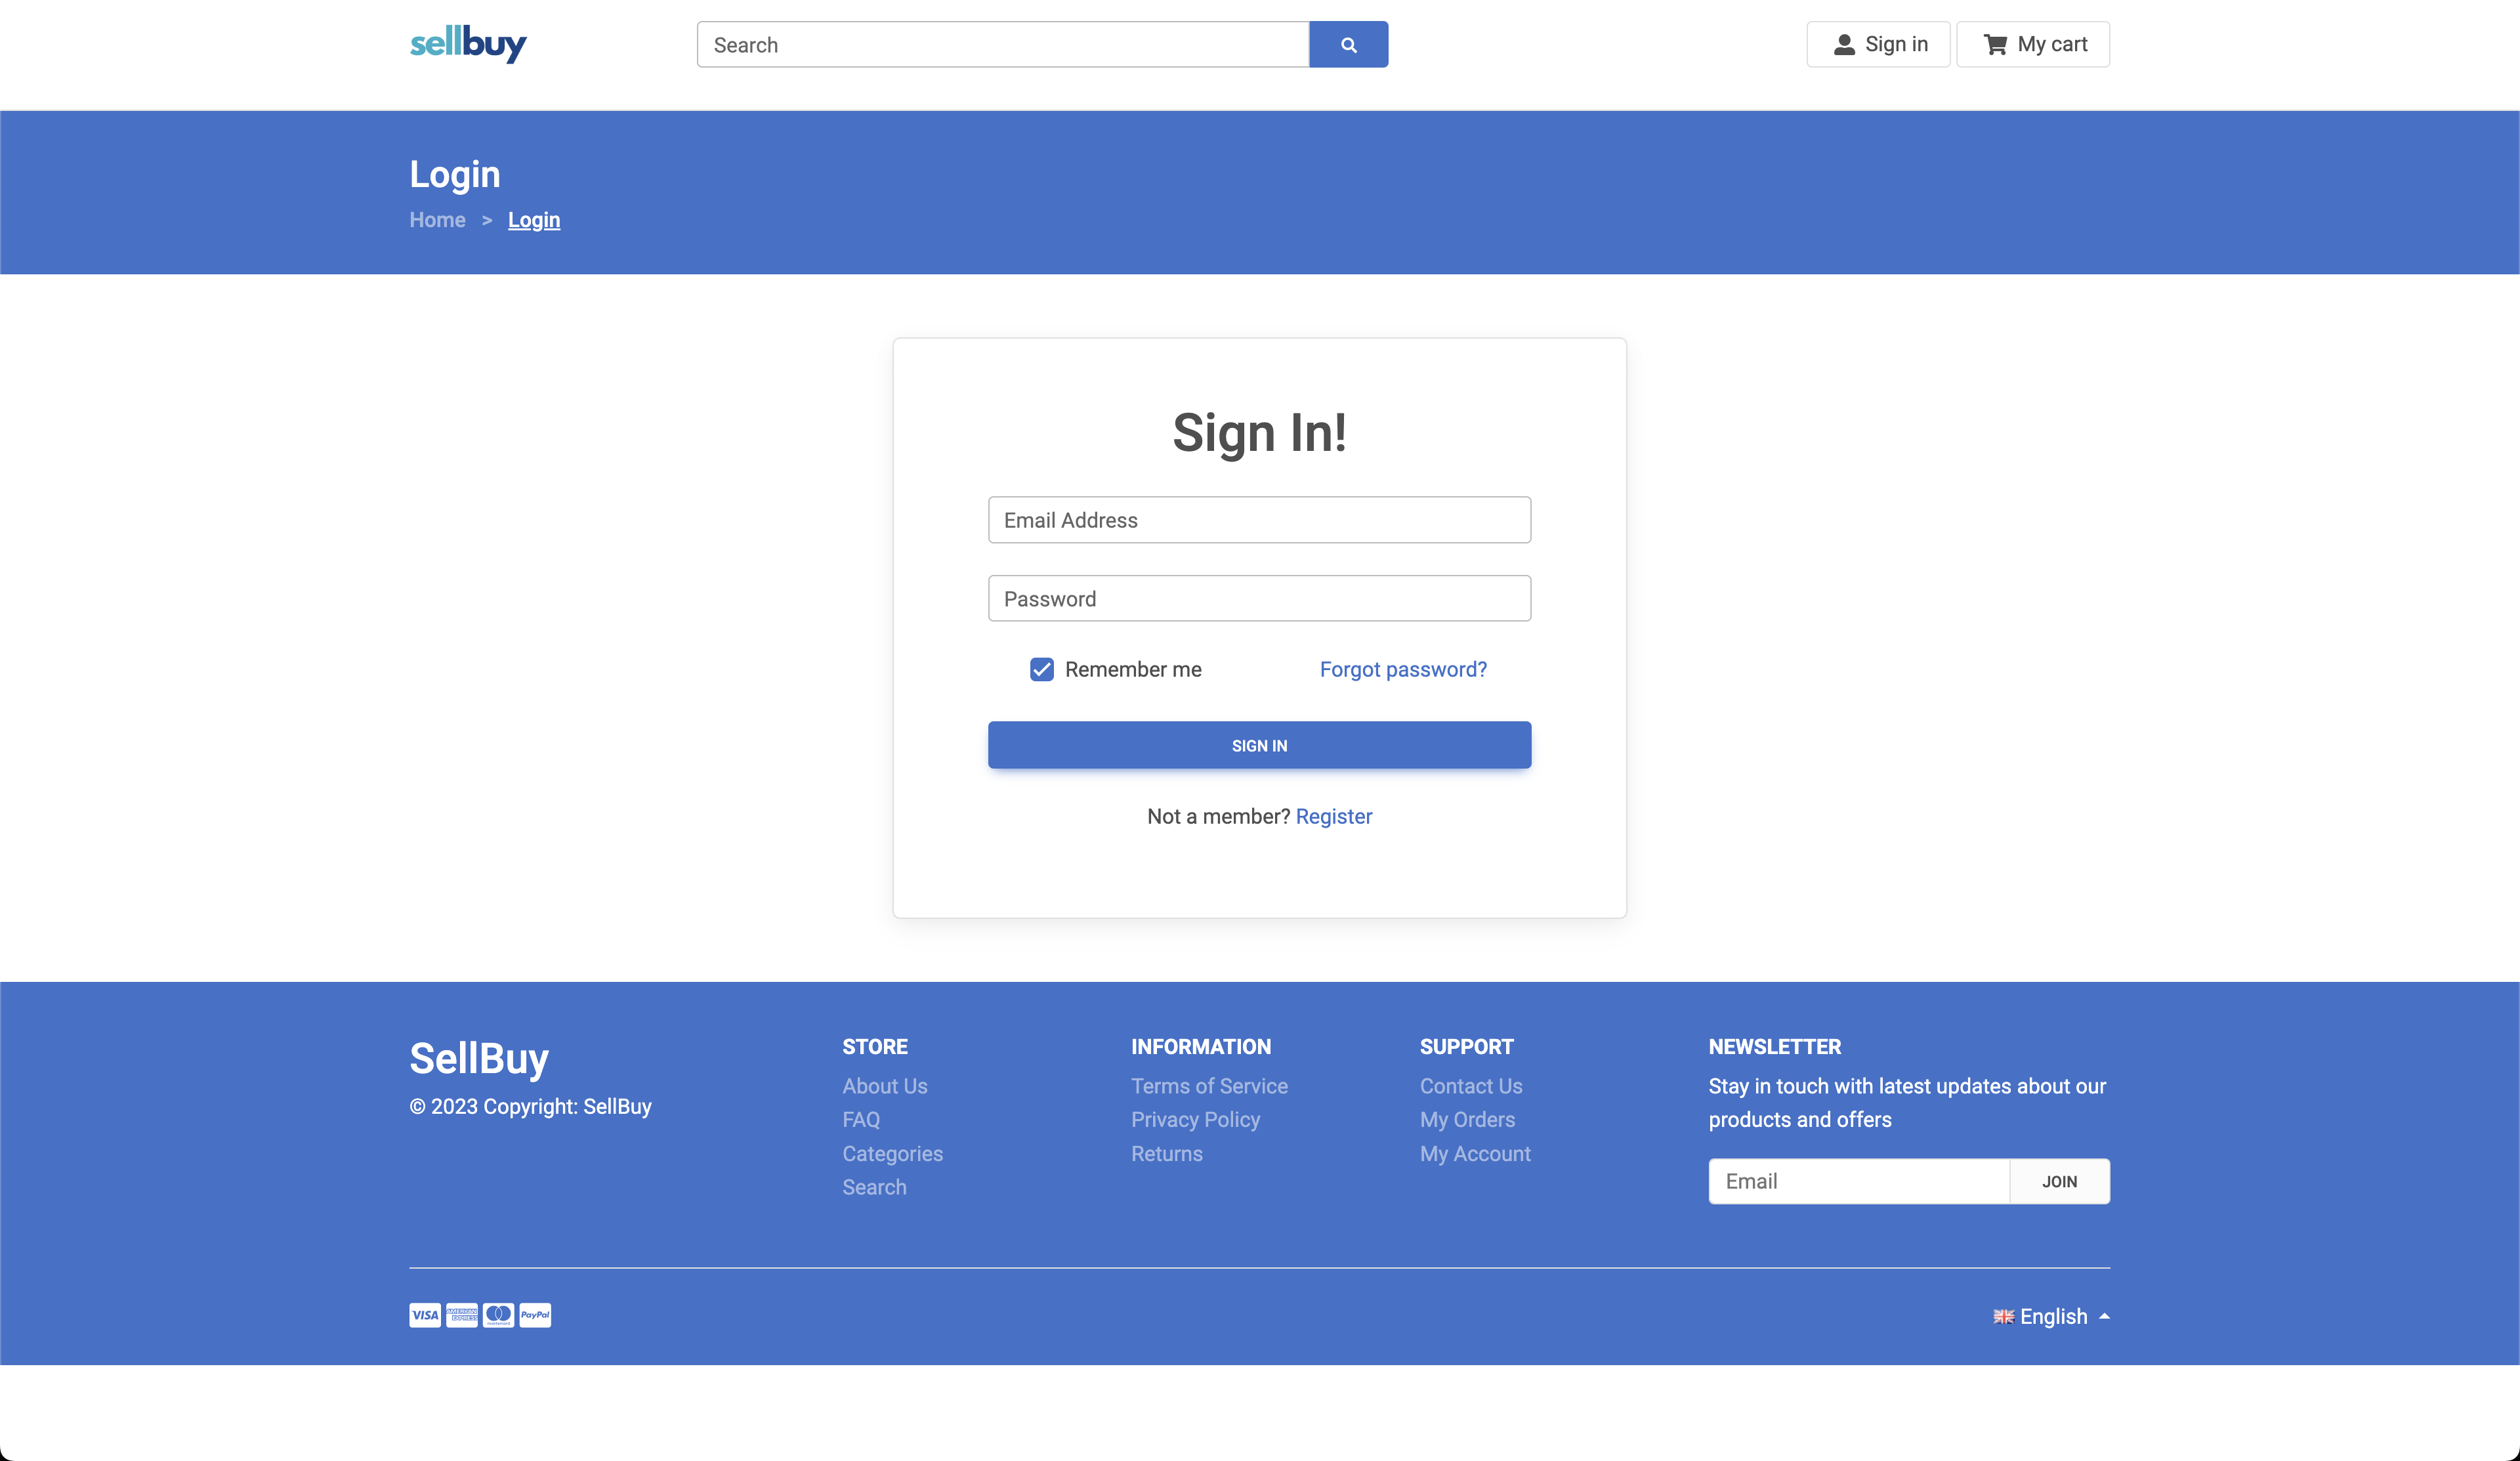 sellbuy
Search
Sign in
My cart
Login
Home > Login
Sign In!
Email Address
Password
Remember me
Forgot password?
SIGN IN
Not a member? Register
SellBuy
© 2023 Copyright: SellBuy
STORE
About Us
FAQ
Categories
Search
INFORMATION
Terms of Service
Privacy Policy
Returns
SUPPORT
Contact Us
My Orders
My Account
NEWSLETTER
Stay in touch with latest updates about our
products and offers
Email
JOIN
VISA
AMERICAN
EXPRESS
mastercard
PayPal
English